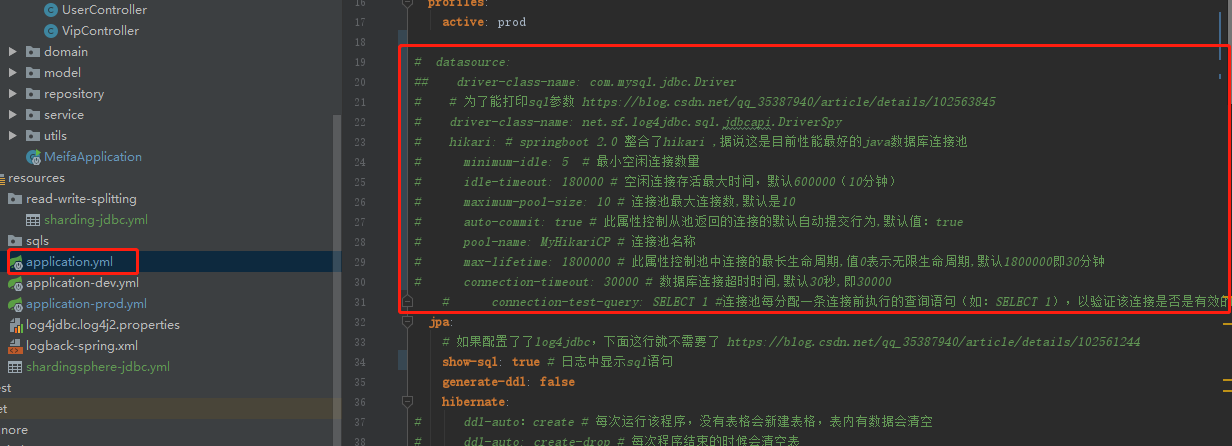 UserController
VipController
domain
model
repository
service
utils
MeifaApplication
resources
read-write-splitting
sharding-jdbc.yml
sqls
application.yml
application-dev.yml
application-prod.yml
log4jdbc.log4j2.properties
logback-spring.xml
shardingsphere-jdbc.yml
est
et
nore
odebase
16 profiles:
17 active: prod
18
19 # datasource:
20 ## driver-class-name: com.mysql.jdbc.Driver
21 # # 为了能打印sql参数 https://blog.csdn.net/qq_35387940/article/details/102563845
22 # driver-class-name: net.sf.log4jdbc.sql.jdbcapi.DriverSpy
23 # hikari: # springboot 2.0 整合了hikari ,据说这是目前性能最好的java数据库连接池
24 # minimum-idle: 5 # 最小空闲连接数量
25 # idle-timeout: 180000 # 空闲连接存活最大时间，默认600000（10分钟）
26 # maximum-pool-size: 10 # 连接池最大连接数,默认是10
27 # auto-commit: true # 此属性控制从池返回的连接的默认自动提交行为,默认值：true
28 # pool-name: MyHikariCP # 连接池名称
29 # max-lifetime: 1800000 # 此属性控制池中连接的最长生命周期,值0表示无限生命周期,默认1800000即30分钟
30 # connection-timeout: 30000 # 数据库连接超时时间,默认30秒,即30000
31 # connection-test-query: SELECT 1 #连接池每分配一条连接前执行的查询语句（如：SELECT 1），以验证该连接是否是有效的
32 jpa:
33 # 如果配置了了log4jdbc，下面这行就不需要了 https://blog.csdn.net/qq_35387940/article/details/102561244
34 show-sql: true # 日志中显示sql语句
35 generate-ddl: false
36 hibernate:
37 # ddl-auto：create # 每次运行该程序，没有表格会新建表格，表内有数据会清空
38 # ddl-auto: create-drop # 每次程序结束的时候会清空表